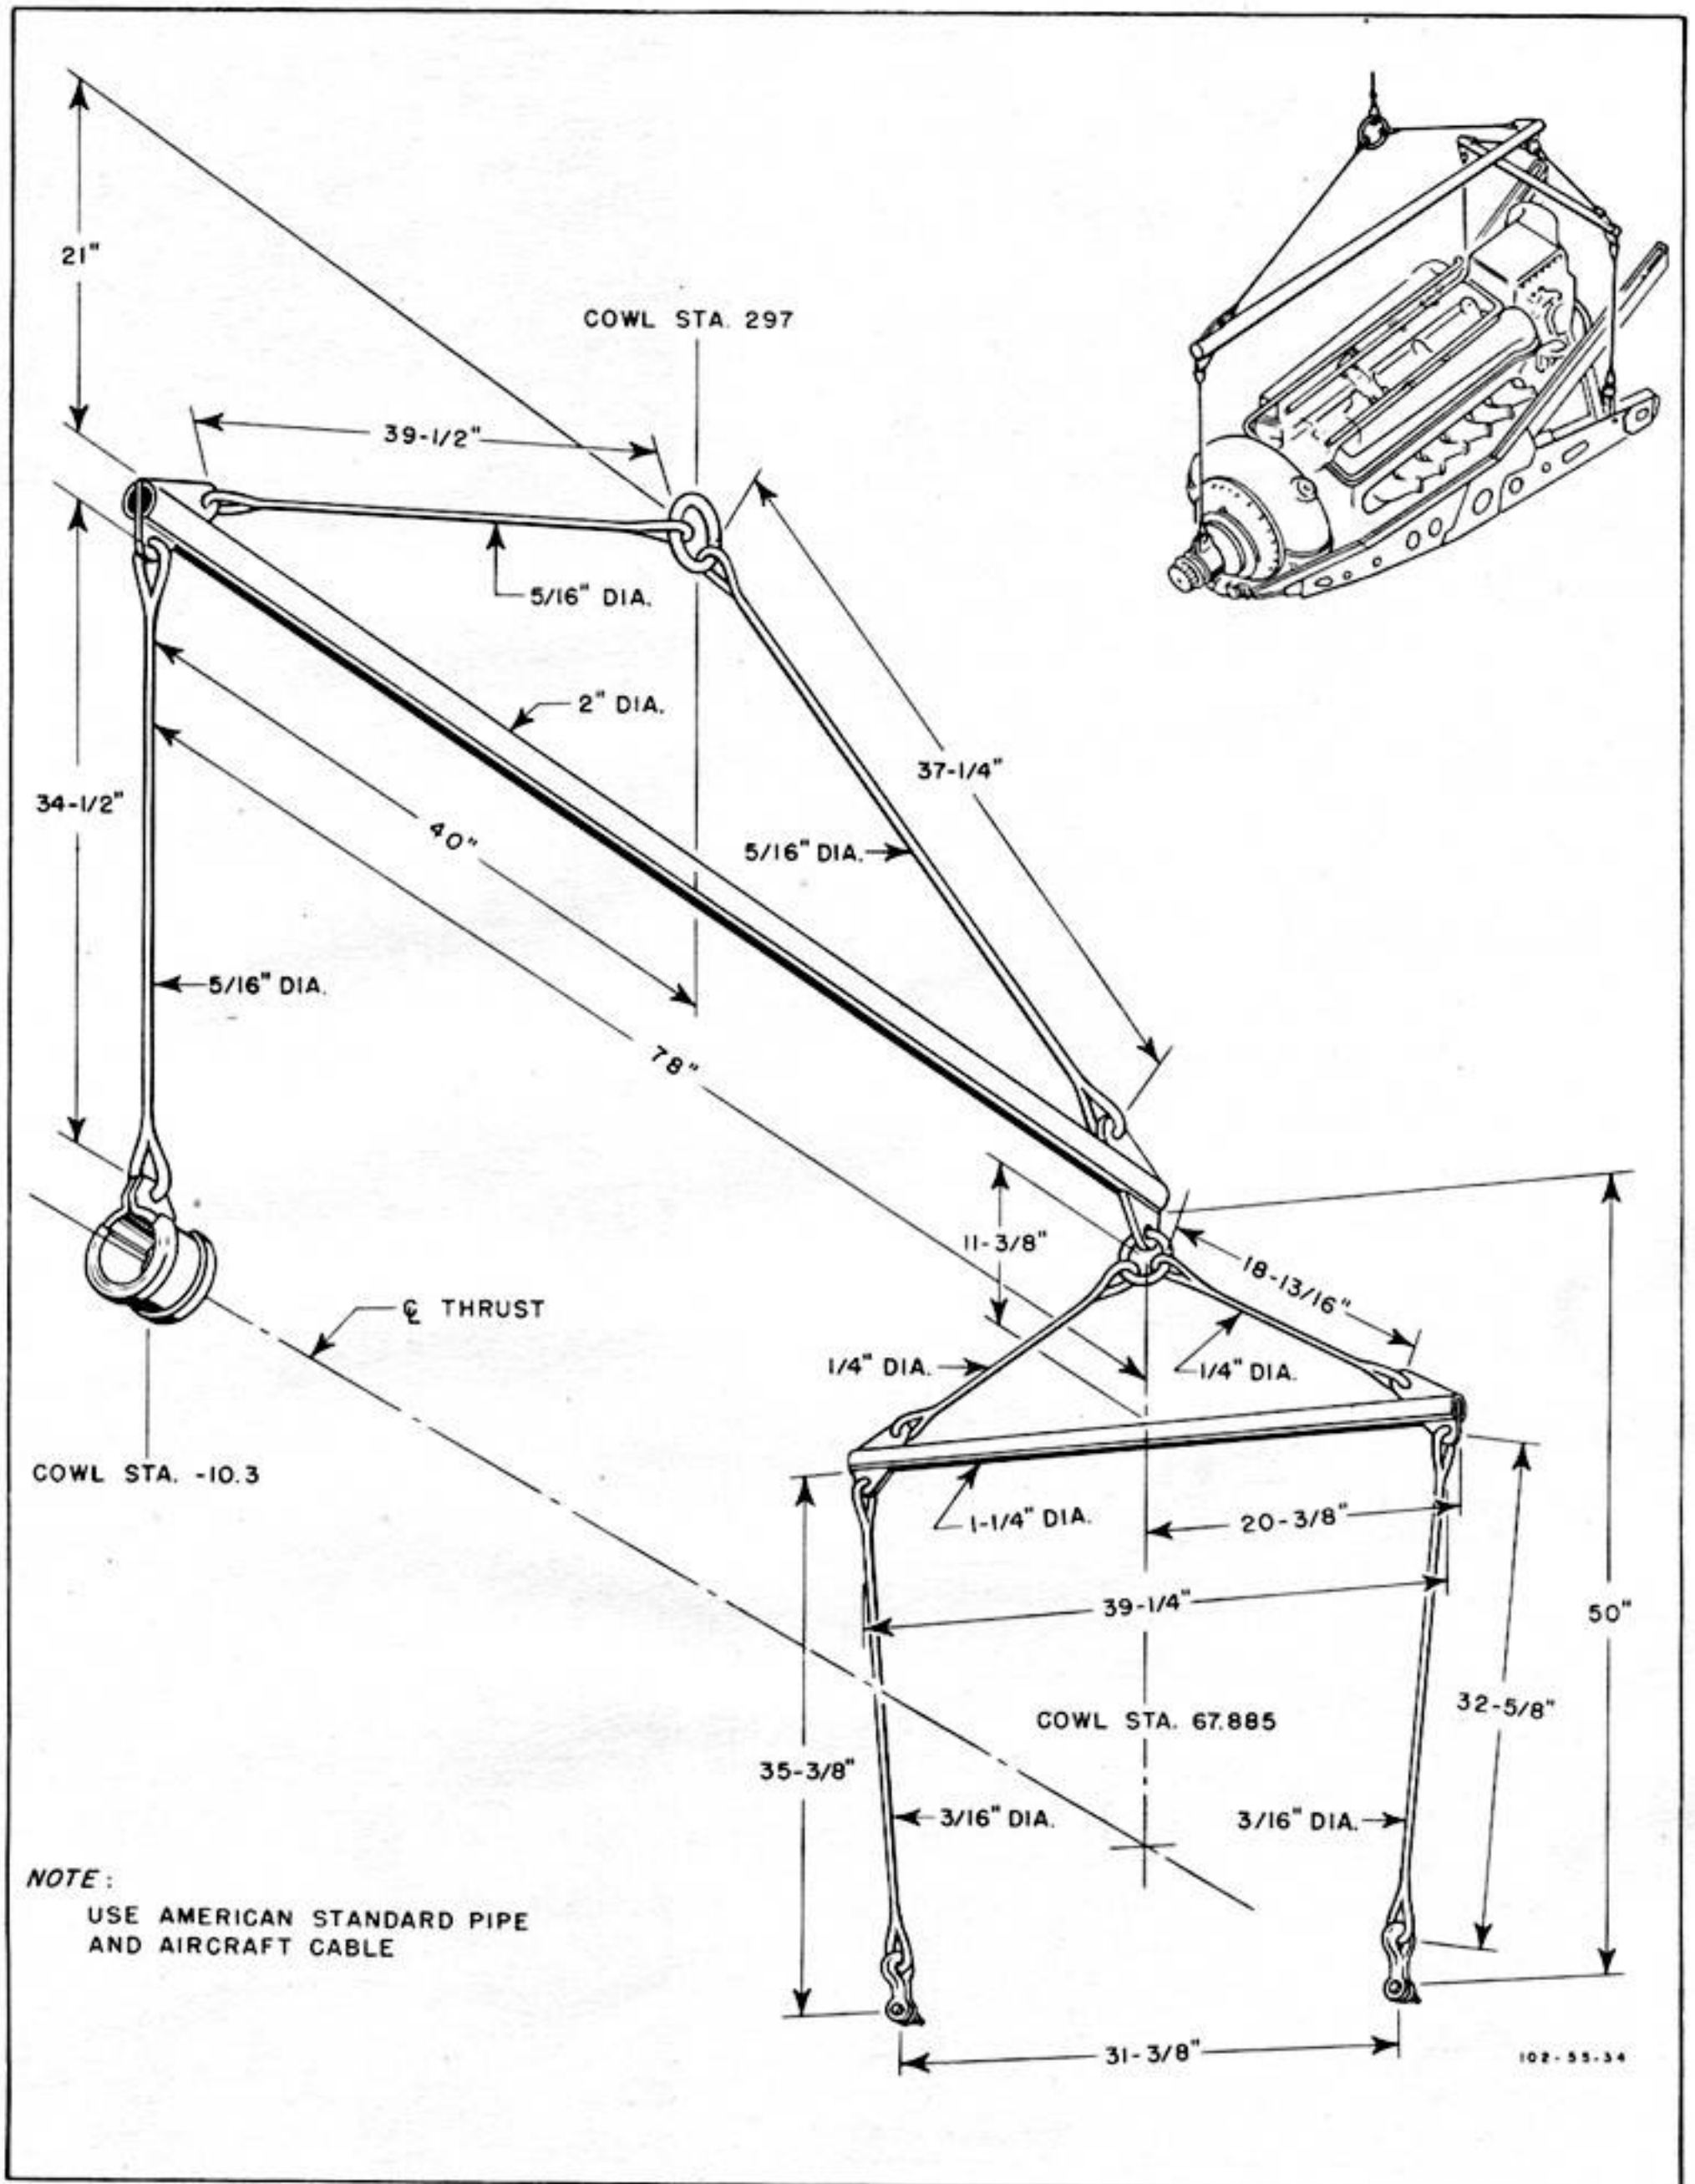 21"
COWL STA. 297
39-1/2"
5/16" DIA.
2" DIA.
34-1/2"
37-1/4"
40"
5/16" DIA.
5/16" DIA.
78"
11-3/8"
18-13/16"
℄ THRUST
1/4" DIA.
1/4" DIA.
COWL STA. -10.3
1-1/4" DIA.
20-3/8"
39-1/4"
50"
32-5/8"
COWL STA. 67.885
35-3/8"
3/16" DIA.
3/16" DIA.
NOTE:
USE AMERICAN STANDARD PIPE
AND AIRCRAFT CABLE
31-3/8"
102-55-34